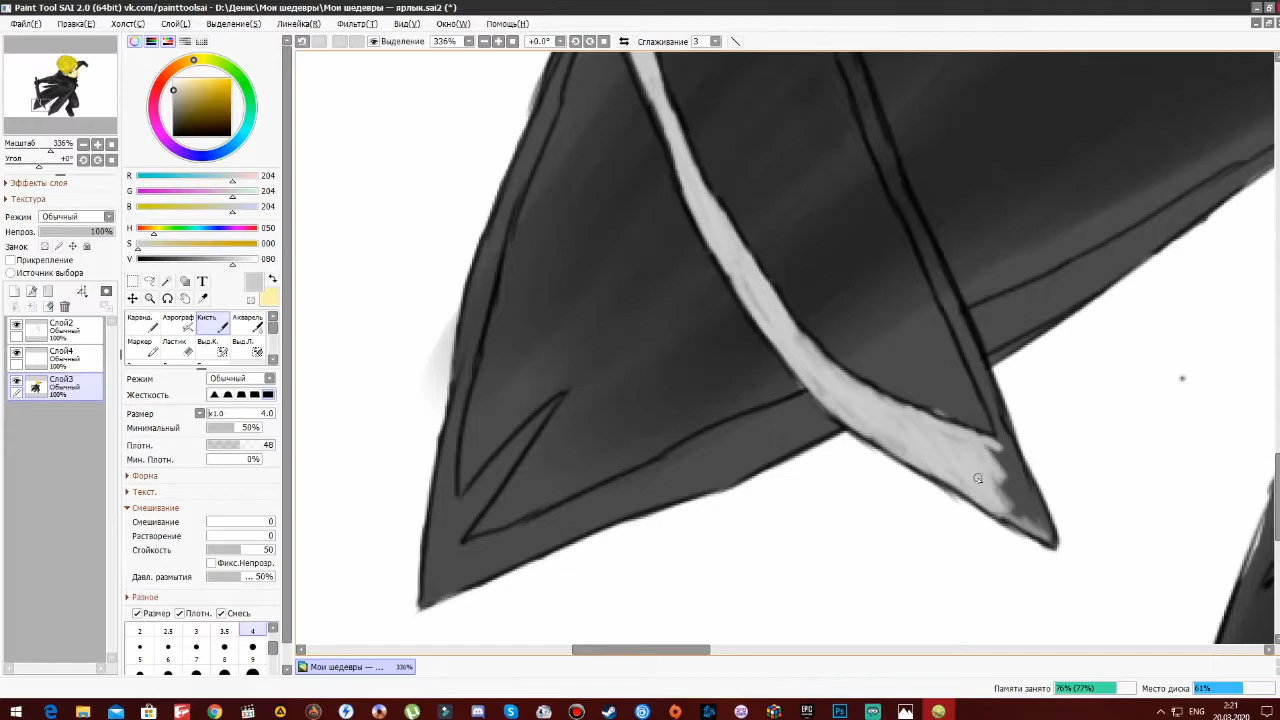 Paint Tool SAI 2.0 (64bit) vk.com/painttoolsai - D:\Денис\Мои шедевры\Мои шедевры — ярлык.sai2 (*)
Файл(F) Правка(E) Холст(C) Слой(L) Выделение(S) Линейка(R) Фильтр(T) Вид(V) Окно(W) Помощь(H)
Выделение 336% +0.0° Сглаживание 3
Масштаб 336%
Угол +0°
Эффекты слоя
Текстура
Режим Обычный
Непроз. 100%
Замок
Прикрепление
Источник выбора
Слой2
Обычный
100%
Слой4
Обычный
100%
Слой3
Обычный
100%
R 204
G 204
B 204
H 050
S 000
V 080
T
Каранд. Аэрограф Кисть Акварель
Маркер Ластик Выд.К. Выд.Л.
Режим Обычный
Жесткость
Размер x1.0 4.0
Минимальный 50%
Плотн. 48
Мин. Плотн. 0%
Форма
Текст.
Смешивание
Смешивание 0
Растворение 0
Стойкость 50
Фикс.Непрозр.
Давл. размытия ... 50%
Разное
Размер Плотн. Смесь
2 2.5 3 3.5 4
5 6 7 8 9
Мои шедевры — ... 336%
Памяти занято 76% (77%) Место диска 61%
ENG 2:21
20.03.2020